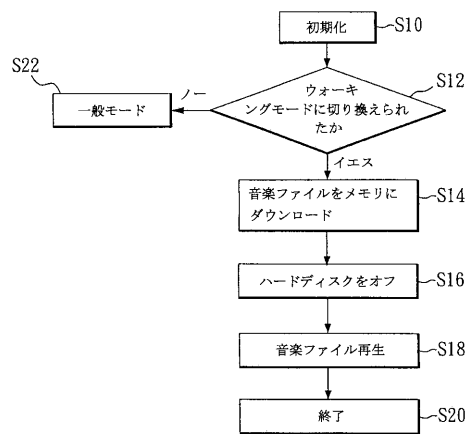 初期化
S10
S22
S12
ウォーキ
ングモードに切り換えられ
たか
ノー
一般モード
イエス
音楽ファイルをメモリに
ダウンロード
S14
ハードディスクをオフ
S16
音楽ファイル再生
S18
終了
S20